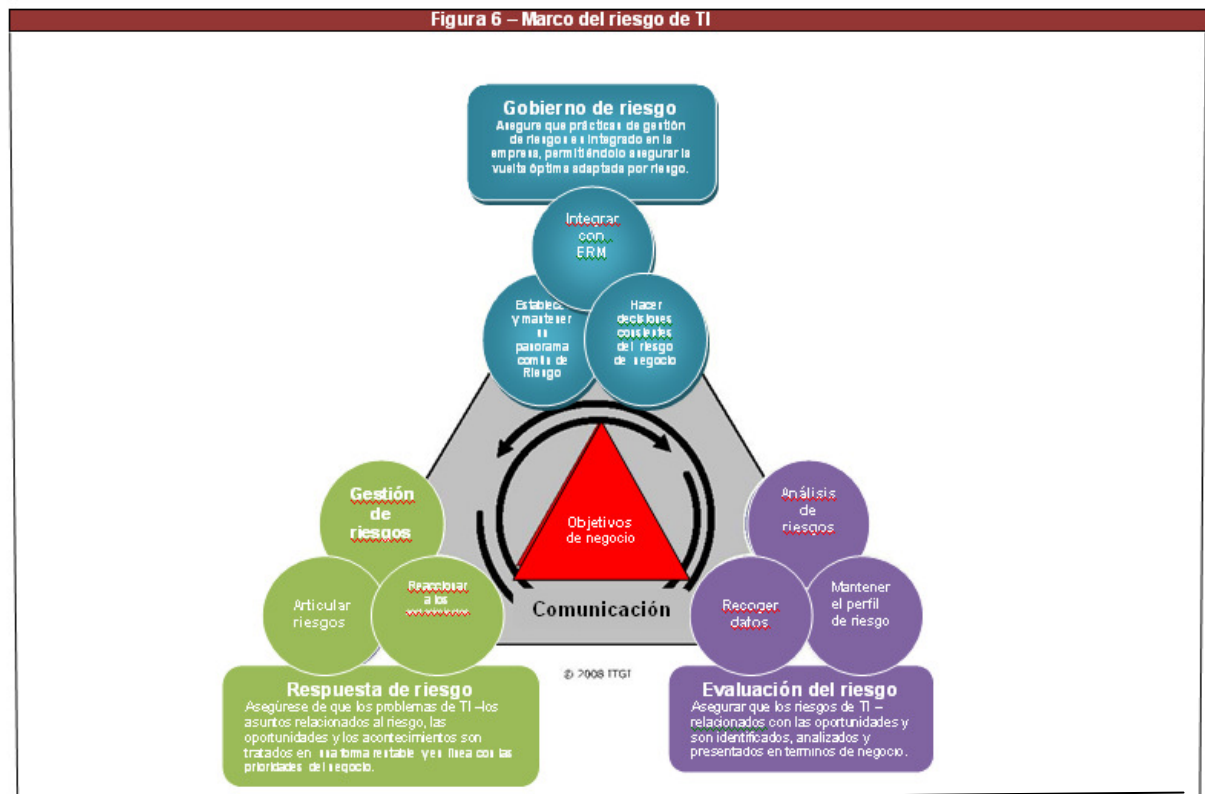 Figura 6 – Marco del riesgo de TI
Gobierno de riesgo
Asegure que prácticas de gestión
de riesgos es integrado en la
empresa, permitiéndolo asegurar la
vuelta óptima adaptada por riesgo.
Integrar
con
ERM
y mantener
un
panorama
común de
Riesgo
Hacer
decisiones
del riesgo
de negocio
Gestión
de
riesgos
Articular
riesgos
Reaccionar
a los
Objetivos
de negocio
Comunicación
Análisis
de
riesgos
Recoger
datos
Mantener
el perfil
de riesgo
© 2008 ITGI
Respuesta de riesgo
Asegúrese de que los problemas de TI –los
asuntos relacionados al riesgo, las
oportunidades y los acontecimientos son
tratados en una forma rentable y en línea con las
prioridades del negocio.
Evaluación del riesgo
Asegurar que los riesgos de TI –
relacionados con las oportunidades y
son identificados, analizados y
presentados en terminos de negocio.